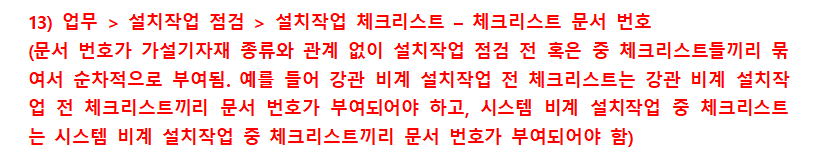 13) 업무 > 설치작업 점검 > 설치작업 체크리스트 – 체크리스트 문서 번호
(문서 번호가 가설기자재 종류와 관계 없이 설치작업 점검 전 혹은 중 체크리스트들끼리 묶
여서 순차적으로 부여됨. 예를 들어 강관 비계 설치작업 전 체크리스트는 강관 비계 설치작
업 전 체크리스트끼리 문서 번호가 부여되어야 하고, 시스템 비계 설치작업 중 체크리스트
는 시스템 비계 설치작업 중 체크리스트끼리 문서 번호가 부여되어야 함)